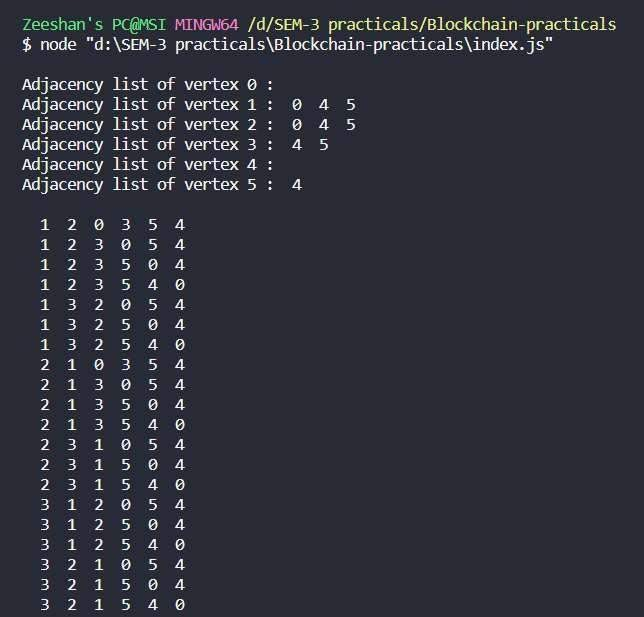 Zeeshan's PC@MSI MINGW64 /d/SEM-3 practicals/Blockchain-practicals
$ node "d:\SEM-3 practicals\Blockchain-practicals\index.js"
Adjacency list of vertex 0 :
Adjacency list of vertex 1 :  0  4  5
Adjacency list of vertex 2 :  0  4  5
Adjacency list of vertex 3 :  4  5
Adjacency list of vertex 4 :
Adjacency list of vertex 5 :  4
1  2  0  3  5  4
1  2  3  0  5  4
1  2  3  5  0  4
1  2  3  5  4  0
1  3  2  0  5  4
1  3  2  5  0  4
1  3  2  5  4  0
2  1  0  3  5  4
2  1  3  0  5  4
2  1  3  5  0  4
2  1  3  5  4  0
2  3  1  0  5  4
2  3  1  5  0  4
2  3  1  5  4  0
3  1  2  0  5  4
3  1  2  5  0  4
3  1  2  5  4  0
3  2  1  0  5  4
3  2  1  5  0  4
3  2  1  5  4  0